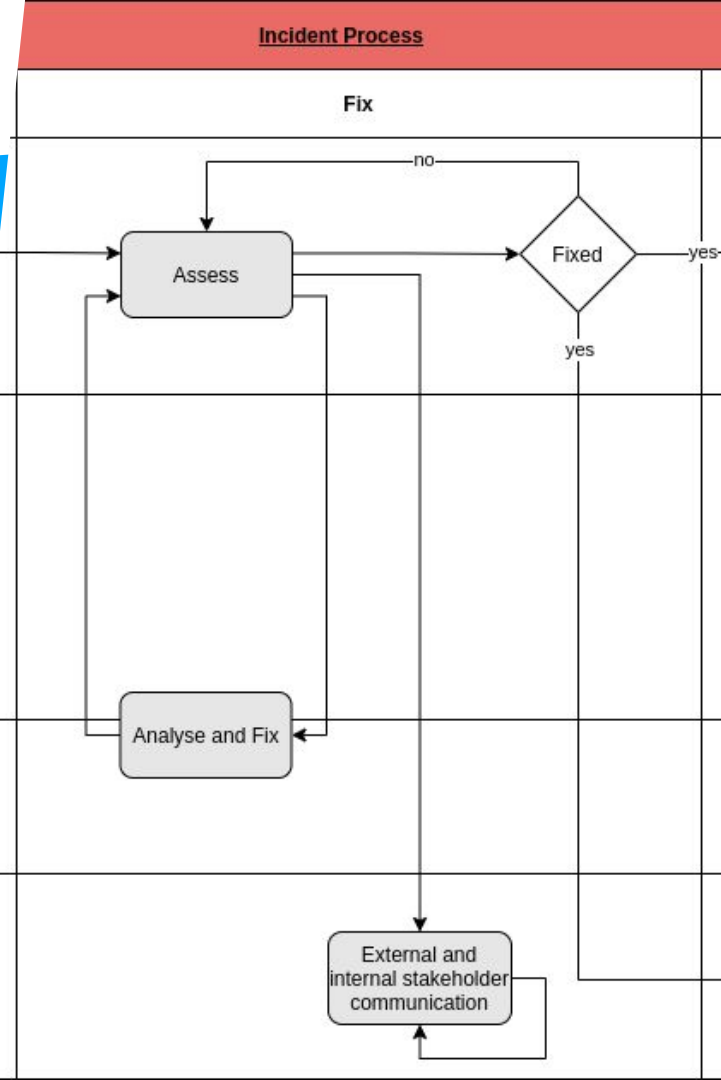 Incident Process
Fix
no
Assess
Fixed
yes
yes
Analyse and Fix
External and
internal stakeholder
communication